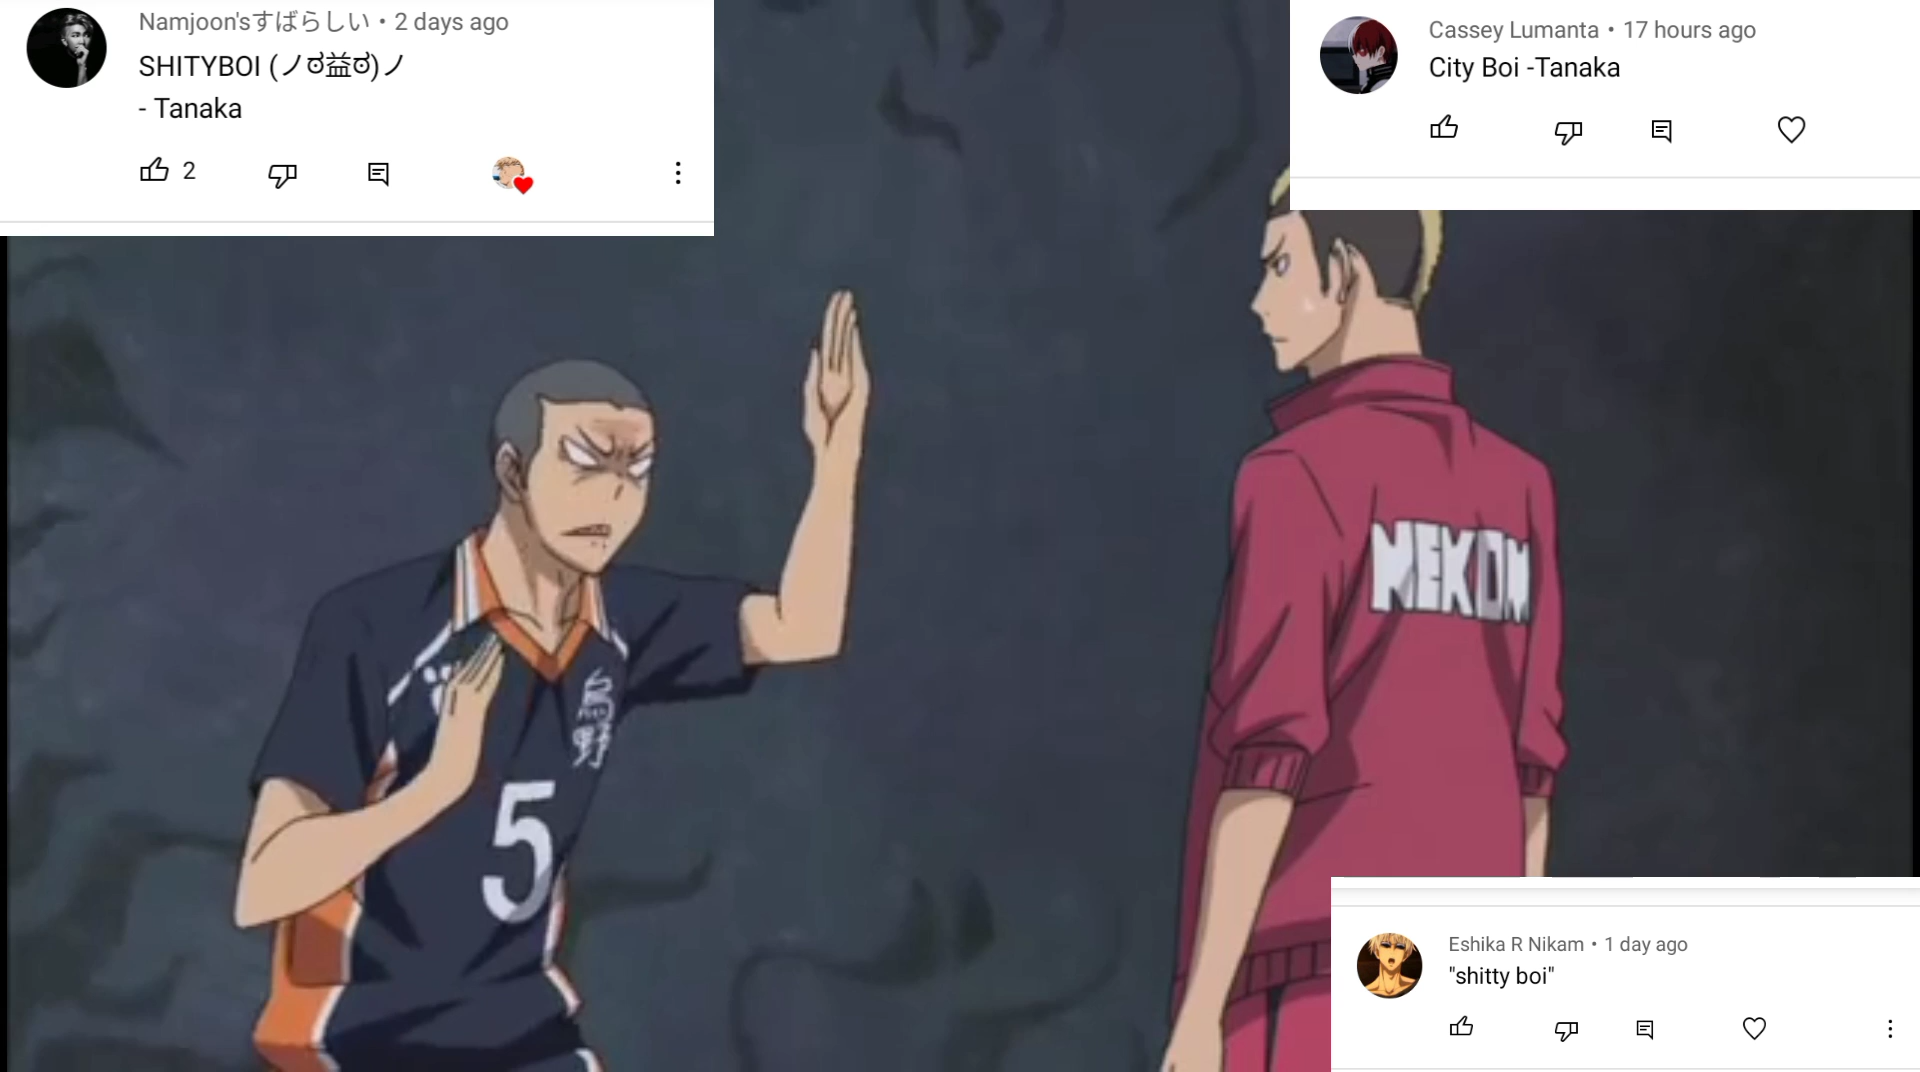 Namjoon'sすばらしい • 2 days ago
SHITYBOI (ノಠ益ಠ)ノ
- Tanaka
2
Cassey Lumanta • 17 hours ago
City Boi -Tanaka
NEKOM
烏野
5
Eshika R Nikam • 1 day ago
"shitty boi"